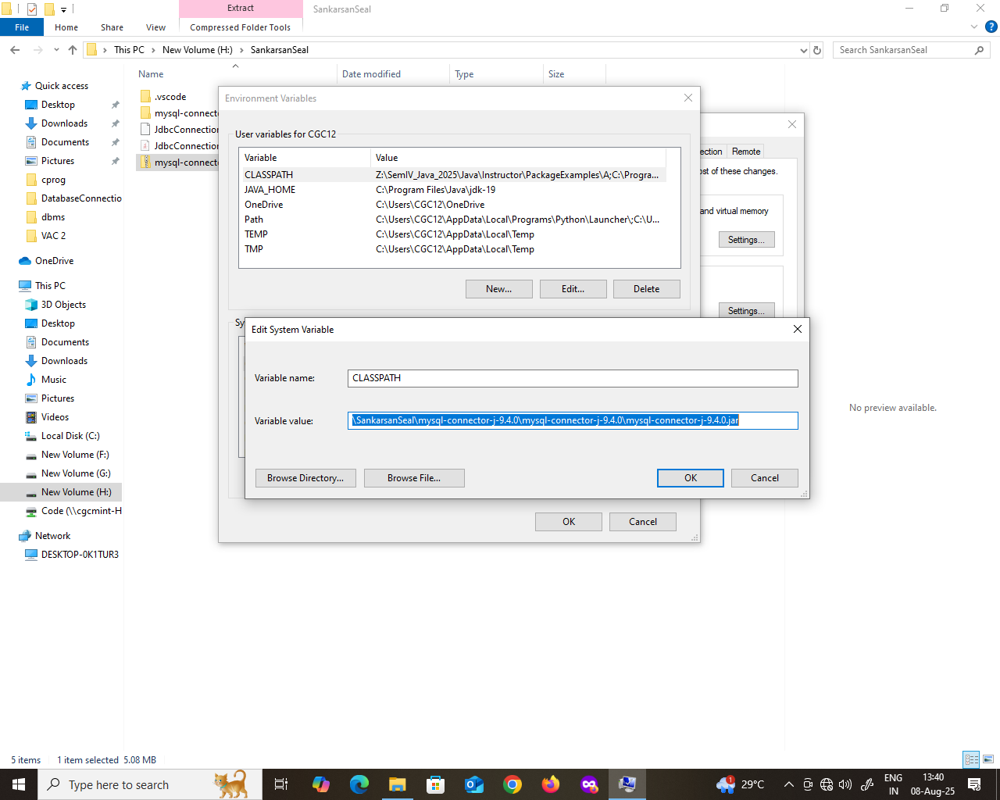 Extract
SankarsanSeal
File
Home
Share
View
Compressed Folder Tools
This PC
New Volume (H:)
SankarsanSeal
Search SankarsanSeal
Name
Date modified
Type
Size
Quick access
Desktop
Downloads
Documents
Pictures
cprog
DatabaseConnectio
dbms
VAC 2
OneDrive
This PC
3D Objects
Desktop
Documents
Downloads
Music
Pictures
Videos
Local Disk (C:)
New Volume (F:)
New Volume (G:)
New Volume (H:)
Code (\\cgcmint-H
Network
DESKTOP-0K1TUR3
.vscode
mysql-connect
JdbcConnection
JdbcConnection
mysql-connect
Environment Variables
User variables for CGC12
Variable
Value
CLASSPATH
Z:\SemIV_Java_2025\Java\Instructor\PackageExamples\A;C:\Progra...
JAVA_HOME
C:\Program Files\Java\jdk-19
OneDrive
C:\Users\CGC12\OneDrive
Path
C:\Users\CGC12\AppData\Local\Programs\Python\Launcher\;C:\U...
TEMP
C:\Users\CGC12\AppData\Local\Temp
TMP
C:\Users\CGC12\AppData\Local\Temp
New...
Edit...
Delete
Sy
ection
Remote
ost of these changes.
and virtual memory
Settings...
Settings...
Edit System Variable
Variable name:
CLASSPATH
Variable value:
\SankarsanSeal\mysql-connector-j-9.4.0\mysql-connector-j-9.4.0\mysql-connector-j-9.4.0.jar
Browse Directory...
Browse File...
OK
Cancel
OK
Cancel
No preview available.
5 items
1 item selected 5.08 MB
Type here to search
1
29°C
ENG
IN
13:40
08-Aug-25